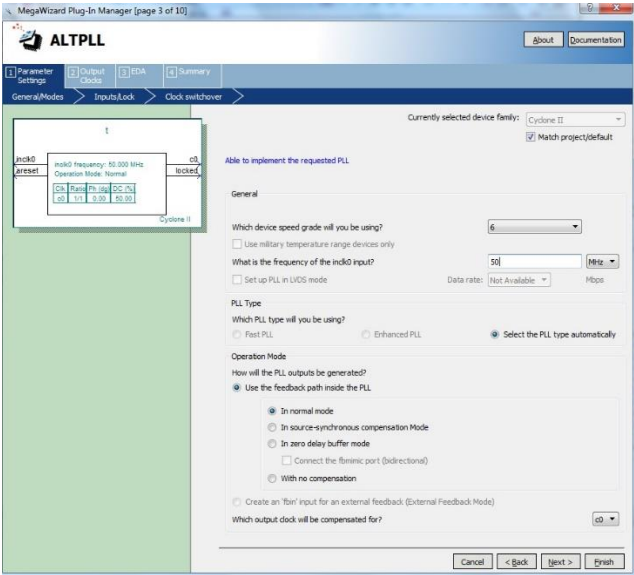 MegaWizard Plug-In Manager [page 3 of 10]
ALTPLL
About Documentation
1 Parameter Settings 2 Output Clocks 3 EDA 4 Summary
General/Modes Inputs/Lock Clock switchover
Currently selected device family: Cyclone II
Match project/default
t
inclk0 c0
areset locked
inclk0 frequency: 50.000 MHz
Operation Mode: Normal
Clk Ratio Ph (dg) DC (%)
c0 1/1 0.00 50.00
Cyclone II
Able to implement the requested PLL
General
Which device speed grade will you be using? 6
Use military temperature range devices only
What is the frequency of the inclk0 input? 50 MHz
Set up PLL in LVDS mode Data rate: Not Available Mbps
PLL Type
Which PLL type will you be using?
Fast PLL Enhanced PLL Select the PLL type automatically
Operation Mode
How will the PLL outputs be generated?
Use the feedback path inside the PLL
In normal mode
In source-synchronous compensation Mode
In zero delay buffer mode
Connect the fbmimic port (bidirectional)
With no compensation
Create an 'fbin' input for an external feedback (External Feedback Mode)
Which output clock will be compensated for? c0
Cancel < Back Next > Finish